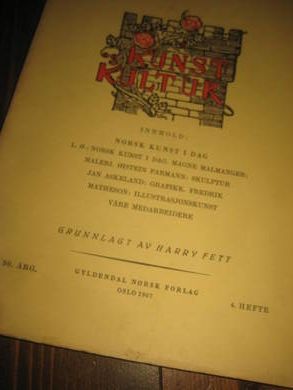 KUNST
KULTUR
INNHOLD:
NORSK KUNST I DAG
L. Ø.: NORSK KUNST I DAG. MAGNE MALMANGER:
MALERI. ØISTEIN PARMANN: SKULPTUR
JAN ASKELAND: GRAFIKK. FREDRIK
MATHESON: ILLUSTRASJONSKUNST
VÅRE MEDARBEIDERE
GRUNNLAGT AV HARRY FETT
50. ÅRG.
GYLDENDAL NORSK FORLAG
OSLO 1967
4. HEFTE